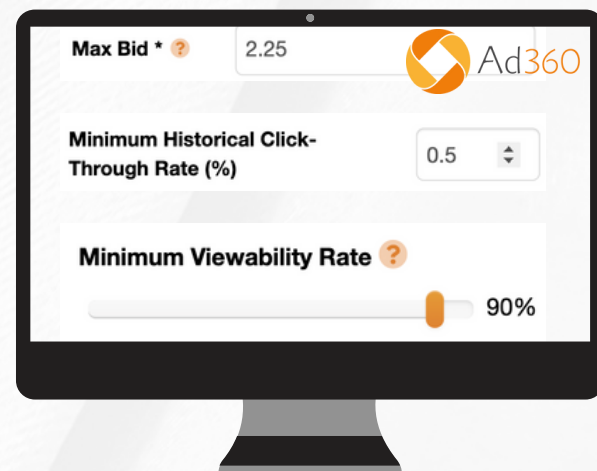 Max Bid * ?
2.25
Ad360
Minimum Historical Click-
Through Rate (%)
0.5
Minimum Viewability Rate ?
90%